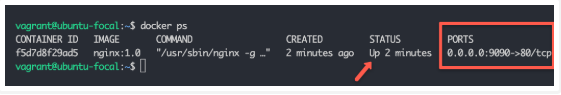 vagrant@ubuntu-focal:~$ docker ps
CONTAINER ID   IMAGE       COMMAND                  CREATED         STATUS         PORTS
f5d7d8f29ad5   nginx:1.0   "/usr/sbin/nginx -g …"   2 minutes ago   Up 2 minutes   0.0.0.0:9090->80/tcp
vagrant@ubuntu-focal:~$